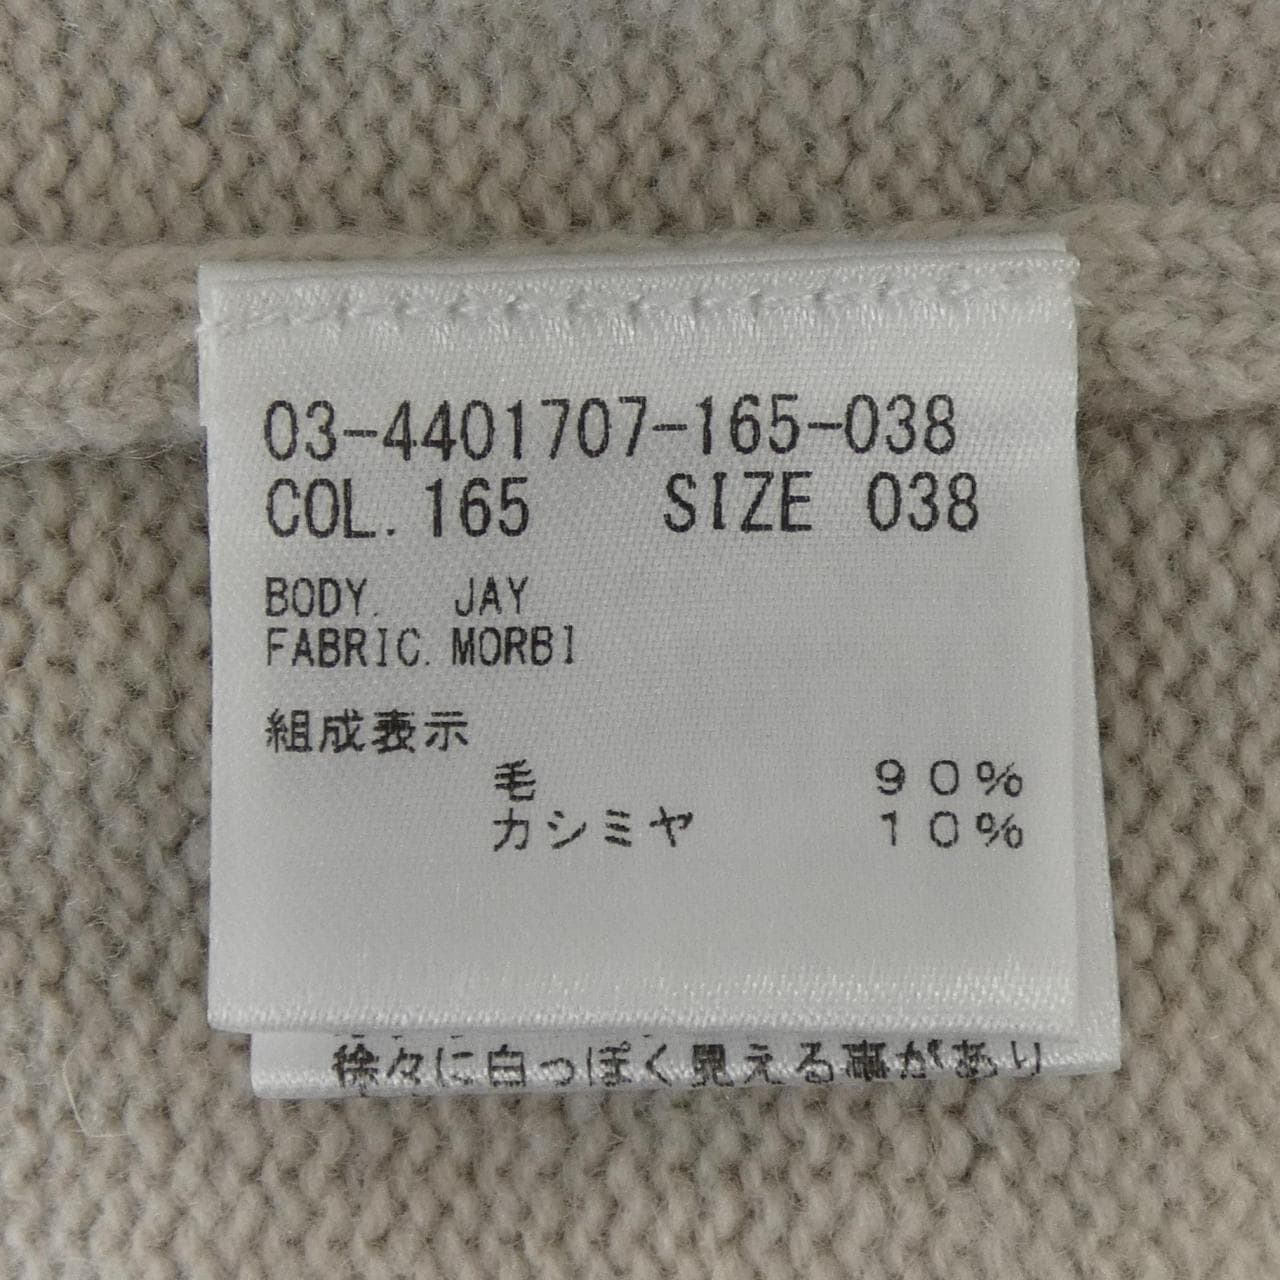 03-4401707-165-038
COL. 165 SIZE 038
BODY. JAY
FABRIC. MORBI
組成表示
毛 90%
カシミヤ 10%
徐々に白っぽく見える事があり